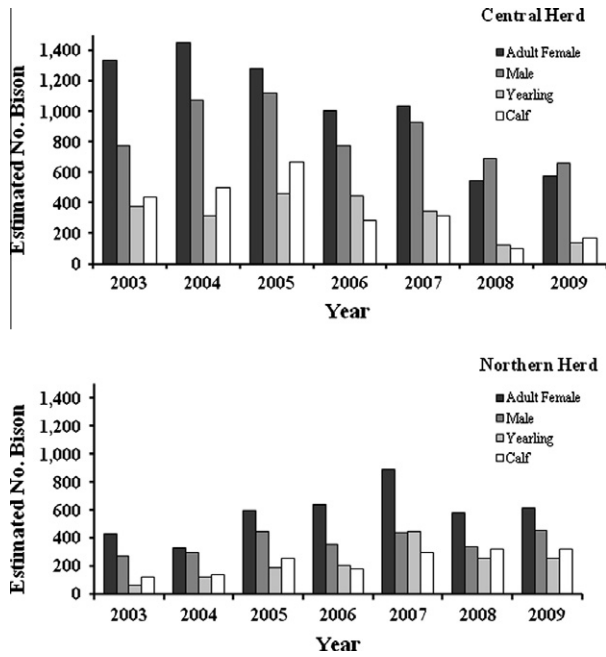 Central Herd
Adult Female
Male
Yearling
Calf
Estimated No. Bison
1,400
1,200
1,000
800
600
400
200
0
2003 2004 2005 2006 2007 2008 2009
Year
Northern Herd
Adult Female
Male
Yearling
Calf
Estimated No. Bison
1,400
1,200
1,000
800
600
400
200
0
2003 2004 2005 2006 2007 2008 2009
Year